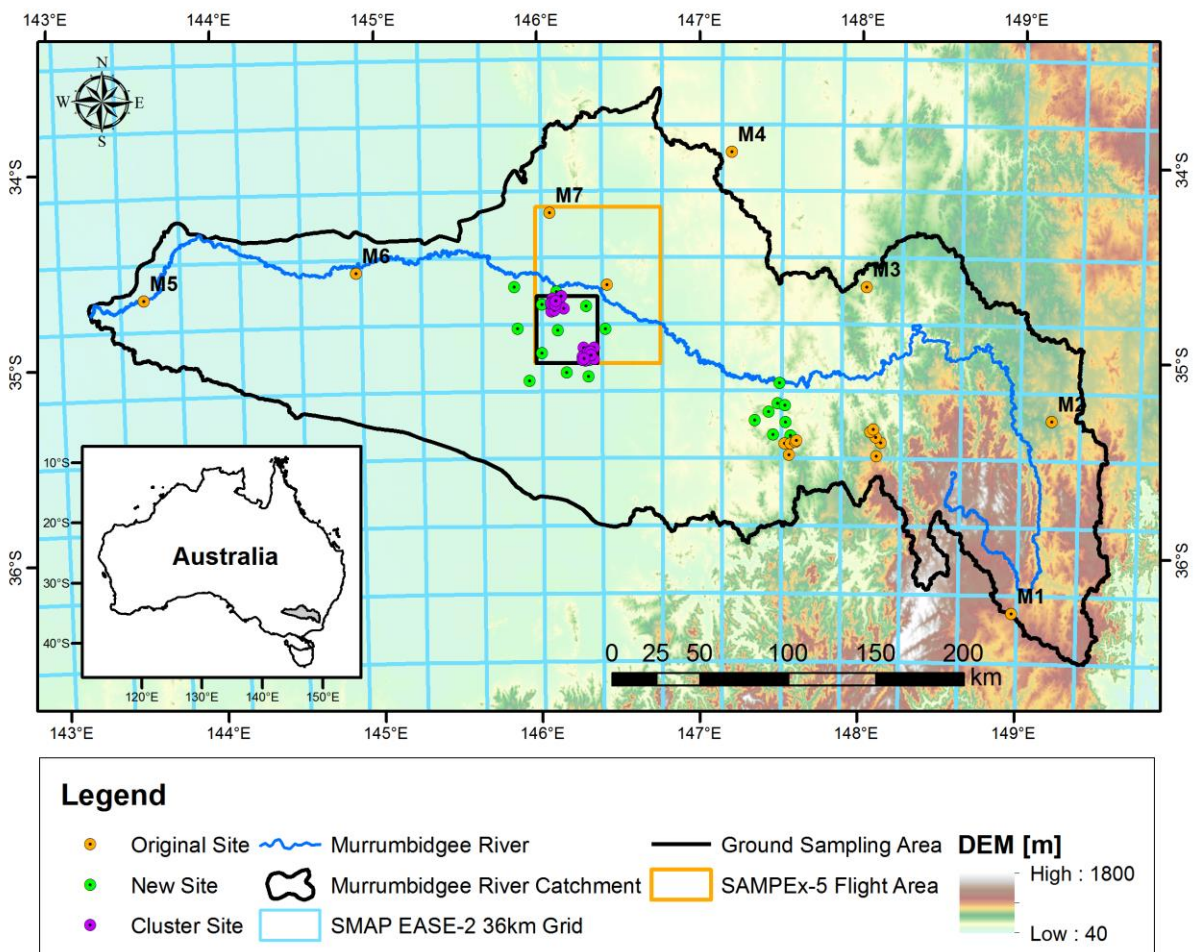 143°E 144°E 145°E 146°E 147°E 148°E 149°E
N
W E
S
M4
34°S 34°S
M7
M6
M3
M5
35°S 35°S
M2
10°S
20°S
Australia
30°S
40°S
120°E 130°E 140°E 150°E
36°S 36°S
M1
0 25 50 100 150 200
km
143°E 144°E 145°E 146°E 147°E 148°E 149°E
Legend
Original Site Murrumbidgee River Ground Sampling Area DEM [m]
New Site Murrumbidgee River Catchment SAMPEx-5 Flight Area High : 1800
Cluster Site SMAP EASE-2 36km Grid Low : 40